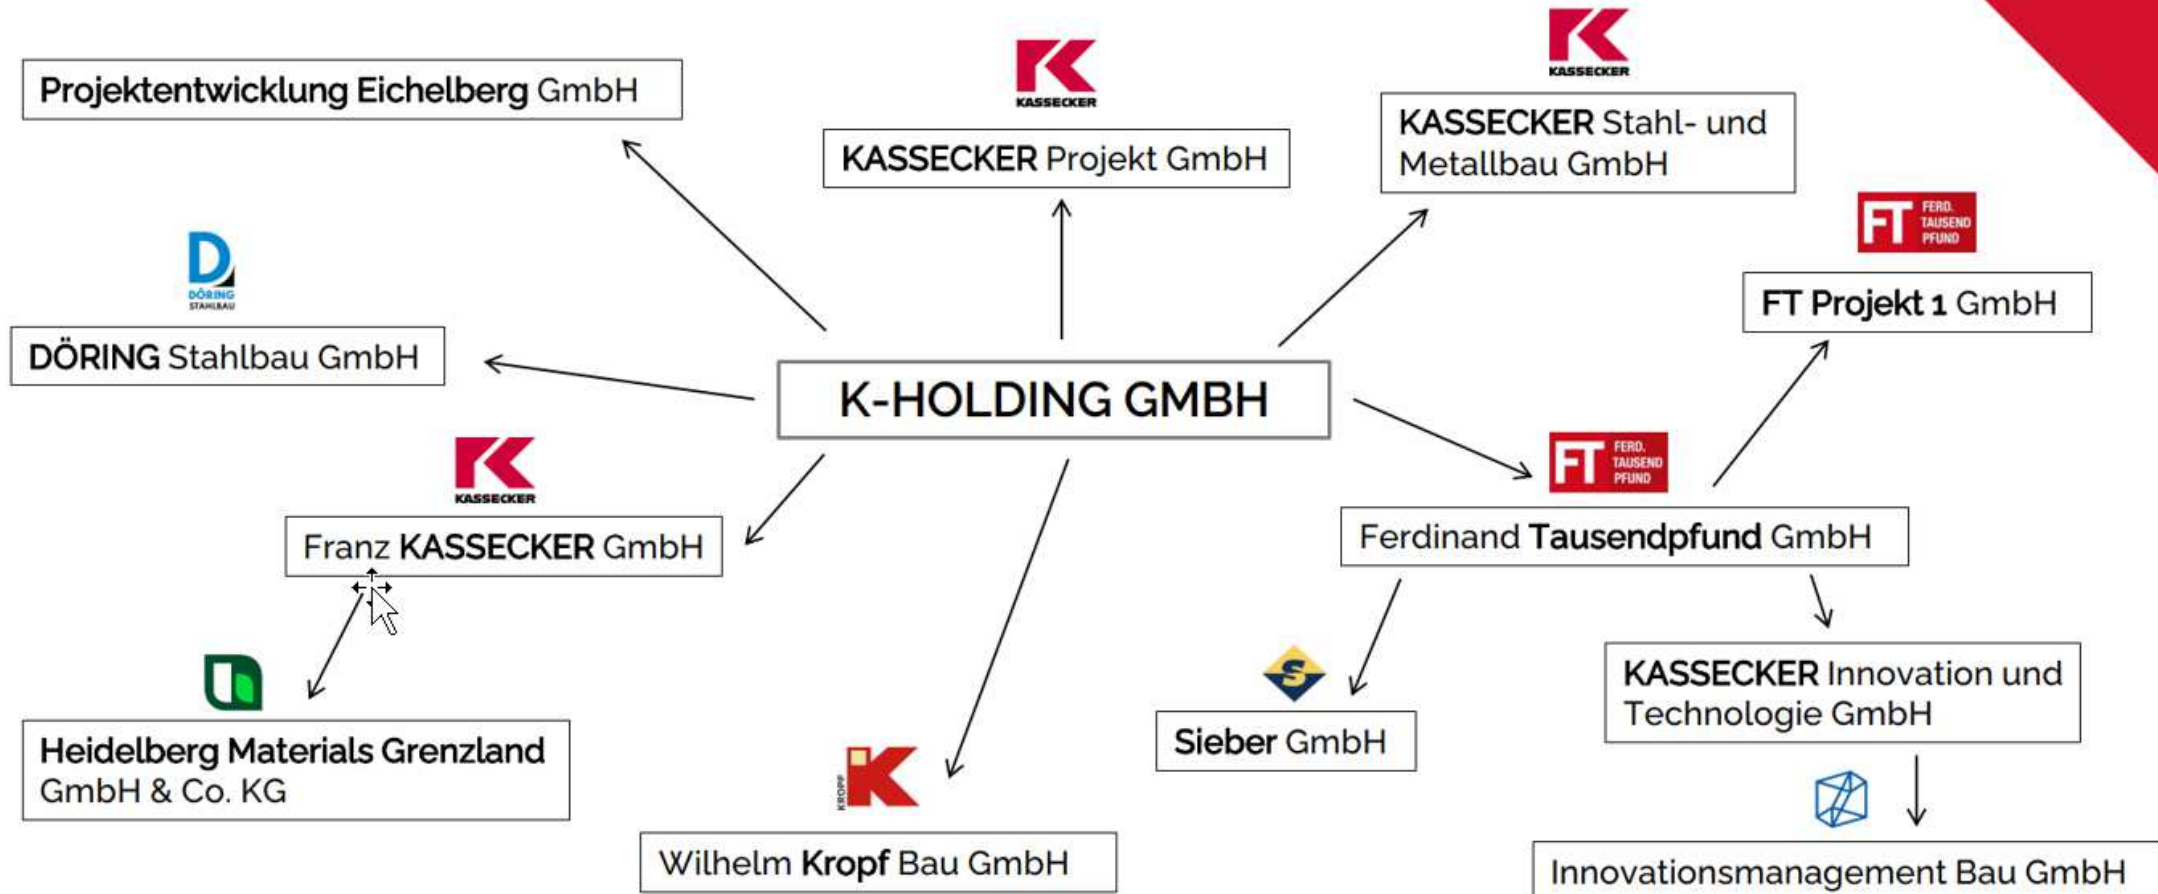 KASSECKER
KASSECKER
Projektentwicklung Eichelberg GmbH
KASSECKER Projekt GmbH
KASSECKER Stahl- und
Metallbau GmbH
FT FERD.
TAUSEND
PFUND
D
DÖRING
STAHLBAU
FT Projekt 1 GmbH
DÖRING Stahlbau GmbH
K-HOLDING GMBH
KASSECKER
FT FERD.
TAUSEND
PFUND
Franz KASSECKER GmbH
Ferdinand Tausendpfund GmbH
S
KASSECKER Innovation und
Technologie GmbH
Heidelberg Materials Grenzland
GmbH & Co. KG
Sieber GmbH
KROPF
K
Wilhelm Kropf Bau GmbH
Innovationsmanagement Bau GmbH